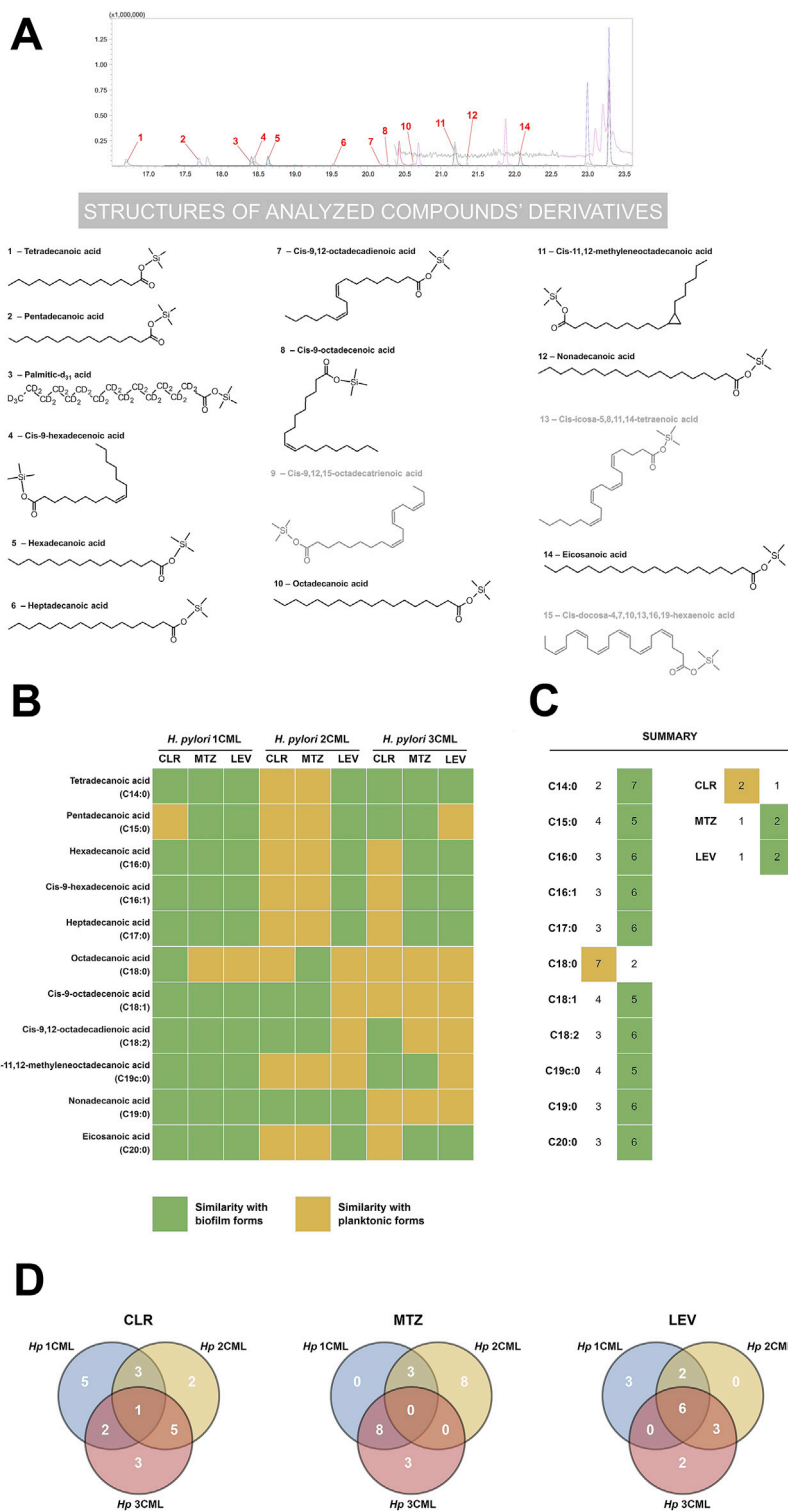 A
(x1,000,000)
1.25
1.00
0.75
0.50
0.25
1
2
3
4
5
6
7
8
10
11
12
14
17.0
18.0
19.0
20.0
20.5
21.0
21.5
22.0
22.5
23.0
23.6
STRUCTURES OF ANALYZED COMPOUNDS' DERIVATIVES
1 – Tetradecanoic acid
2 – Pentadecanoic acid
3 – Palmitic-d31 acid
4 – Cis-9-hexadecenoic acid
5 – Hexadecanoic acid
6 – Heptadecanoic acid
7 – Cis-9,12-octadecadienoic acid
8 – Cis-9-octadecenoic acid
9 – Cis-9,12,15-octadecatrienoic acid
10 – Octadecanoic acid
11 – Cis-11,12-methyleneoctadecanoic acid
12 – Nonadecanoic acid
13 – Cis-icosa-5,8,11,14-tetraenoic acid
14 – Eicosanoic acid
15 – Cis-docosa-4,7,10,13,16,19-hexaenoic acid
B
H. pylori 1CML H. pylori 2CML H. pylori 3CML
CLR MTZ LEV CLR MTZ LEV CLR MTZ LEV
Tetradecanoic acid
(C14:0)
Pentadecanoic acid
(C15:0)
Hexadecanoic acid
(C16:0)
Cis-9-hexadecenoic acid
(C16:1)
Heptadecanoic acid
(C17:0)
Octadecanoic acid
(C18:0)
Cis-9-octadecenoic acid
(C18:1)
Cis-9,12-octadecadienoic acid
(C18:2)
-11,12-methyleneoctadecanoic acid
(C19c:0)
Nonadecanoic acid
(C19:0)
Eicosanoic acid
(C20:0)
Similarity with
biofilm forms
Similarity with
planktonic forms
C
SUMMARY
C14:0 2 7 CLR 2 1
C15:0 4 5 MTZ 1 2
C16:0 3 6 LEV 1 2
C16:1 3 6
C17:0 3 6
C18:0 7 2
C18:1 4 5
C18:2 3 6
C19c:0 4 5
C19:0 3 6
C20:0 3 6
D
CLR
Hp 1CML
Hp 2CML
5
3
2
1
2
5
3
Hp 3CML
MTZ
Hp 1CML
Hp 2CML
0
3
8
0
8
0
3
Hp 3CML
LEV
Hp 1CML
Hp 2CML
3
2
0
6
0
3
2
Hp 3CML